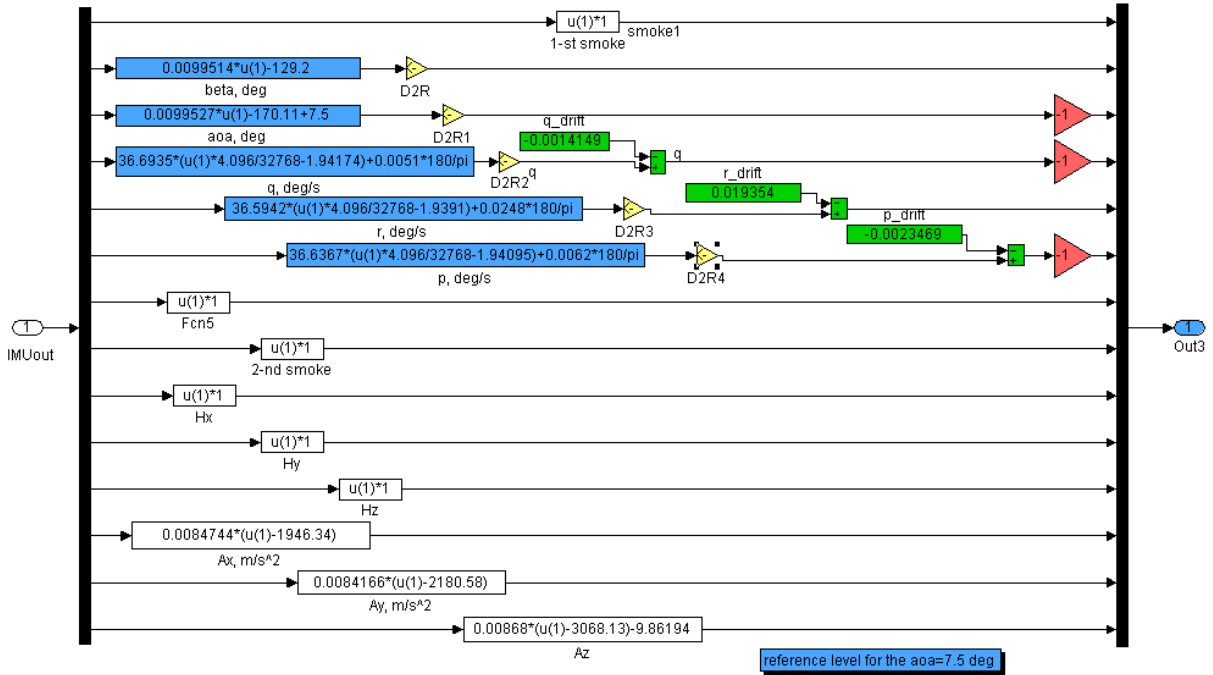 u(1)*1
smoke1
1-st smoke
0.0099514*u(1)-129.2
beta, deg
D2R
0.0099527*u(1)-170.11+7.5
aoa, deg
D2R1
-1
q_drift
-0.0014149
36.6935*(u(1)*4.096/32768-1.94174)+0.0051*180/pi
q, deg/s
D2R2
q
q
-1
r_drift
0.019354
36.5942*(u(1)*4.096/32768-1.9391)+0.0248*180/pi
r, deg/s
D2R3
p_drift
-0.0023469
36.6367*(u(1)*4.096/32768-1.94095)+0.0062*180/pi
p, deg/s
D2R4
-1
u(1)*1
Fcn5
1
IMUout
1
Out3
u(1)*1
2-nd smoke
u(1)*1
Hx
u(1)*1
Hy
u(1)*1
Hz
0.0084744*(u(1)-1946.34)
Ax, m/s^2
0.0084166*(u(1)-2180.58)
Ay, m/s^2
0.00868*(u(1)-3068.13)-9.86194
Az
reference level for the aoa=7.5 deg